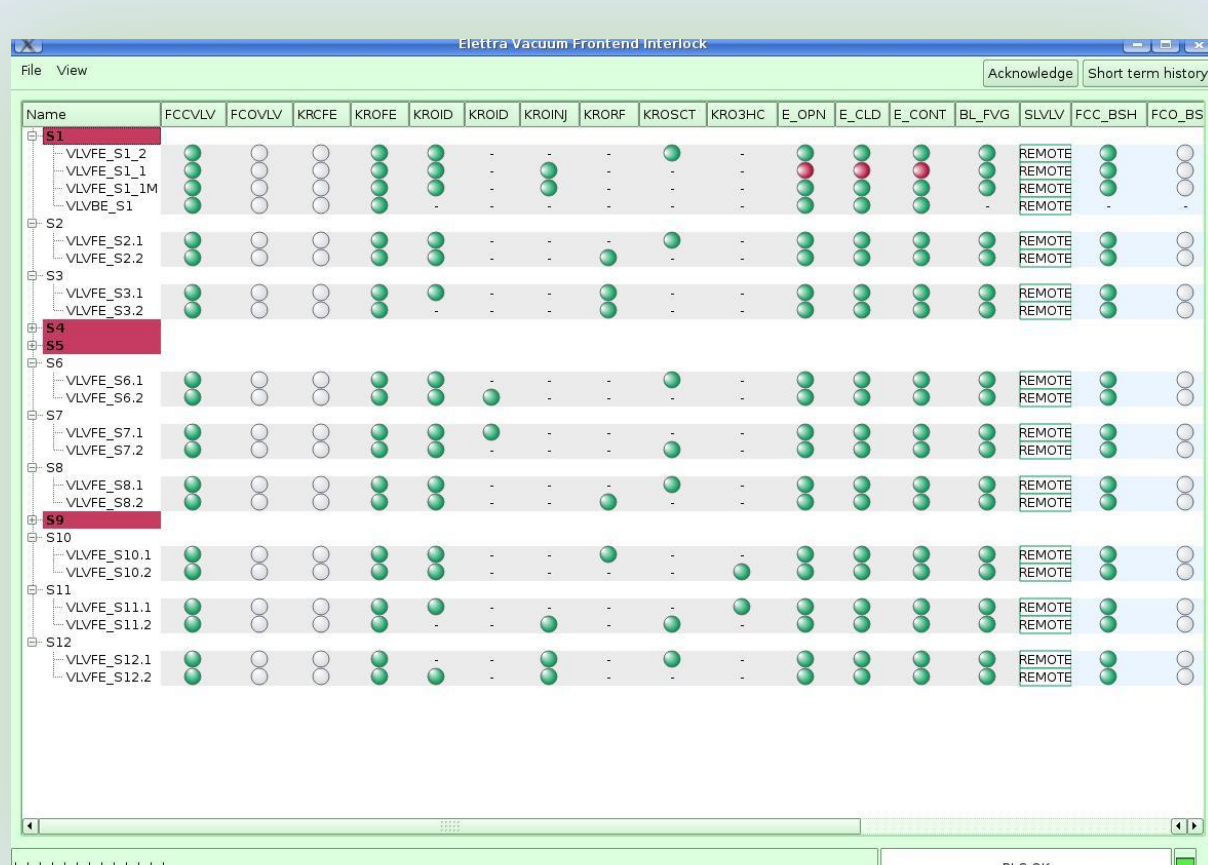 Elettra Vacuum Frontend Interlock
File View
Acknowledge Short term history
Name FCCVLV FCOVLV KRCFE KROFE KROID KROID KROINJ KRORF KROSCT KRO3HC E_OPN E_CLD E_CONT BL_FVG SLVLV FCC_BSH FCO_BS
S1
VLVFE_S1_2 - - - - REMOTE
VLVFE_S1_1 - - - - REMOTE
VLVFE_S1_1M - - - - REMOTE
VLVBE_S1 - - - - - - - REMOTE - -
S2
VLVFE_S2.1 - - - - REMOTE
VLVFE_S2.2 - - - - REMOTE
S3
VLVFE_S3.1 - - - - REMOTE
VLVFE_S3.2 - - - - - REMOTE
S4
S5
S6
VLVFE_S6.1 - - - - REMOTE
VLVFE_S6.2 - - - - REMOTE
S7
VLVFE_S7.1 - - - - REMOTE
VLVFE_S7.2 - - - - REMOTE
S8
VLVFE_S8.1 - - - - REMOTE
VLVFE_S8.2 - - - - REMOTE
S9
S10
VLVFE_S10.1 - - - - REMOTE
VLVFE_S10.2 - - - - REMOTE
S11
VLVFE_S11.1 - - - - REMOTE
VLVFE_S11.2 - - - - REMOTE
S12
VLVFE_S12.1 - - - - REMOTE
VLVFE_S12.2 - - - - REMOTE